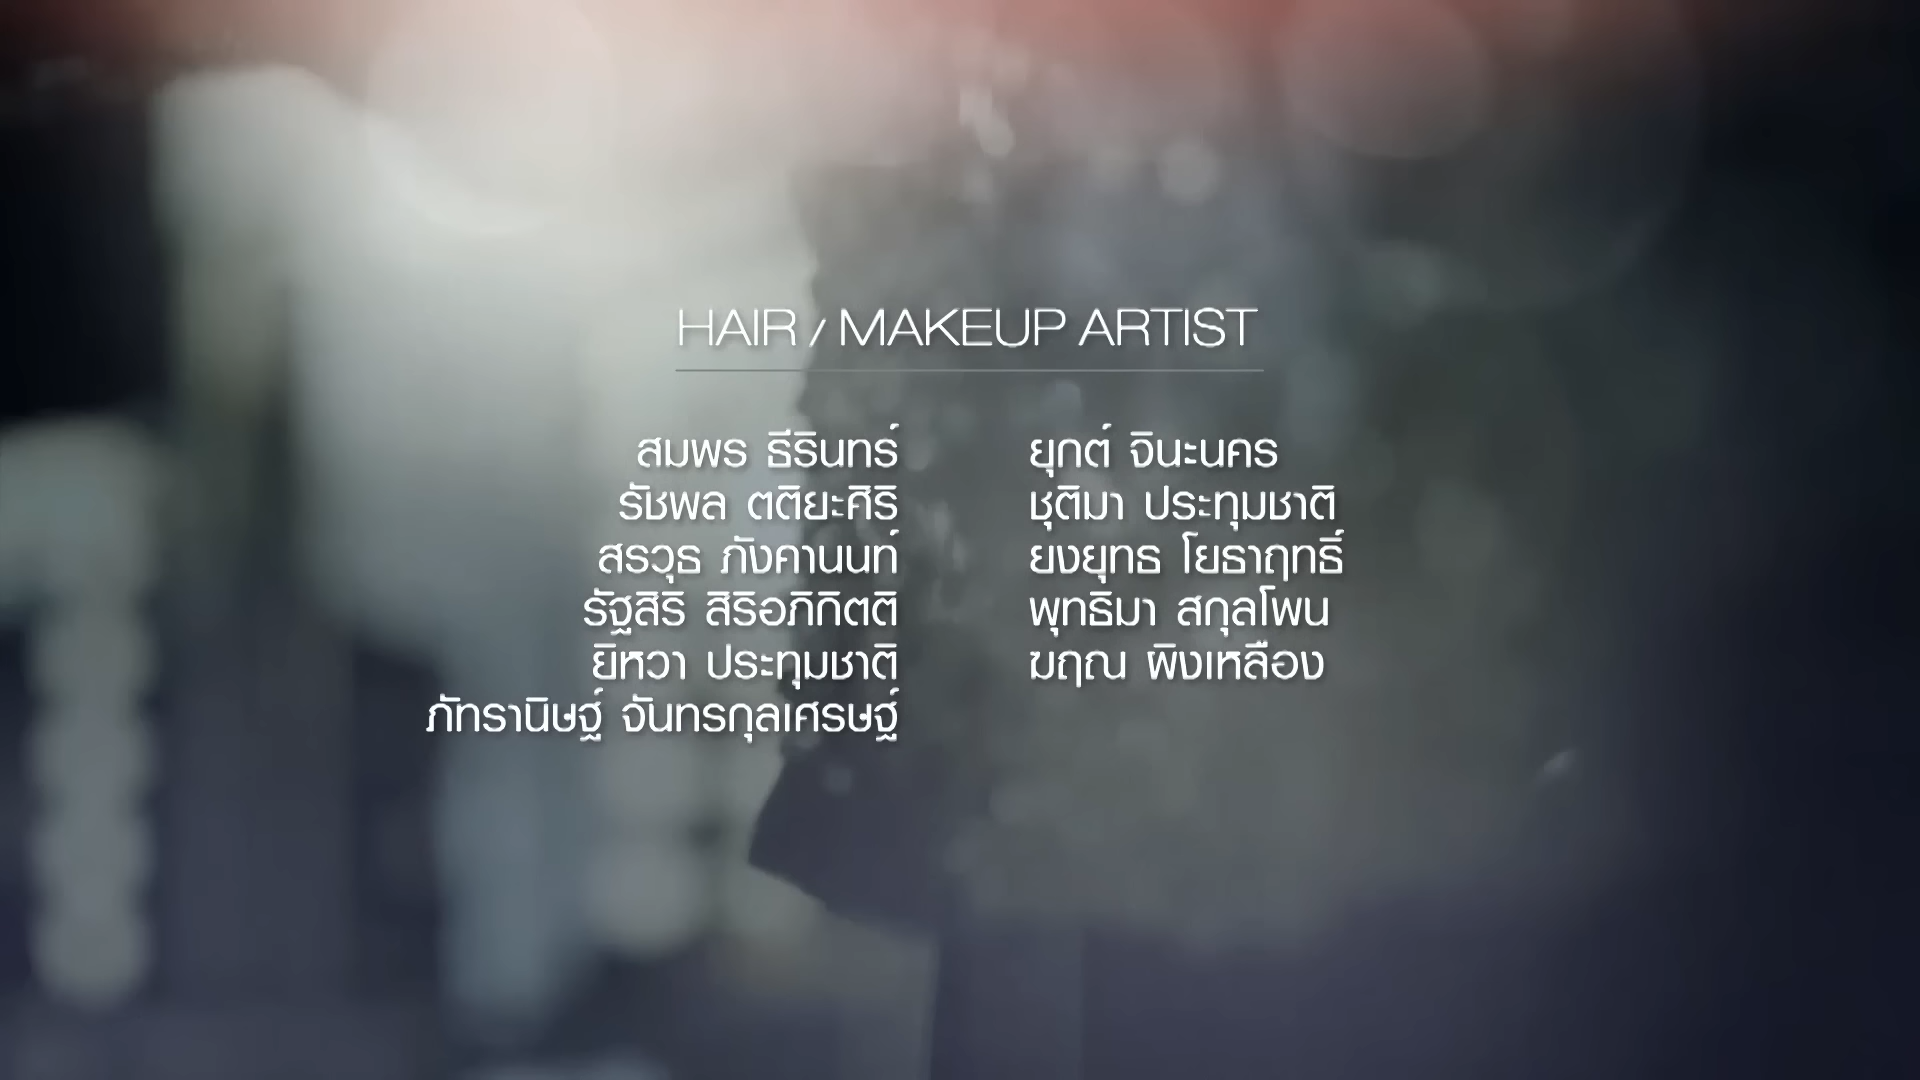 HAIR / MAKEUP ARTIST
สมพร ธีรินทร์
รัชพล ตติยะศิริ
สรวุธ ภังคานนท์
รัฐสิริ สิริอภิกิตติ
ยิหวา ประทุมชาติ
ภัทรานิษฐ์ จันทรกุลเศรษฐ์
ยุกต์ จินะนคร
ชุติมา ประทุมชาติ
ยงยุทธ โยธาฤทธิ์
พุทธิมา สกุลโพน
ฆฤณ ผิงเหลือง